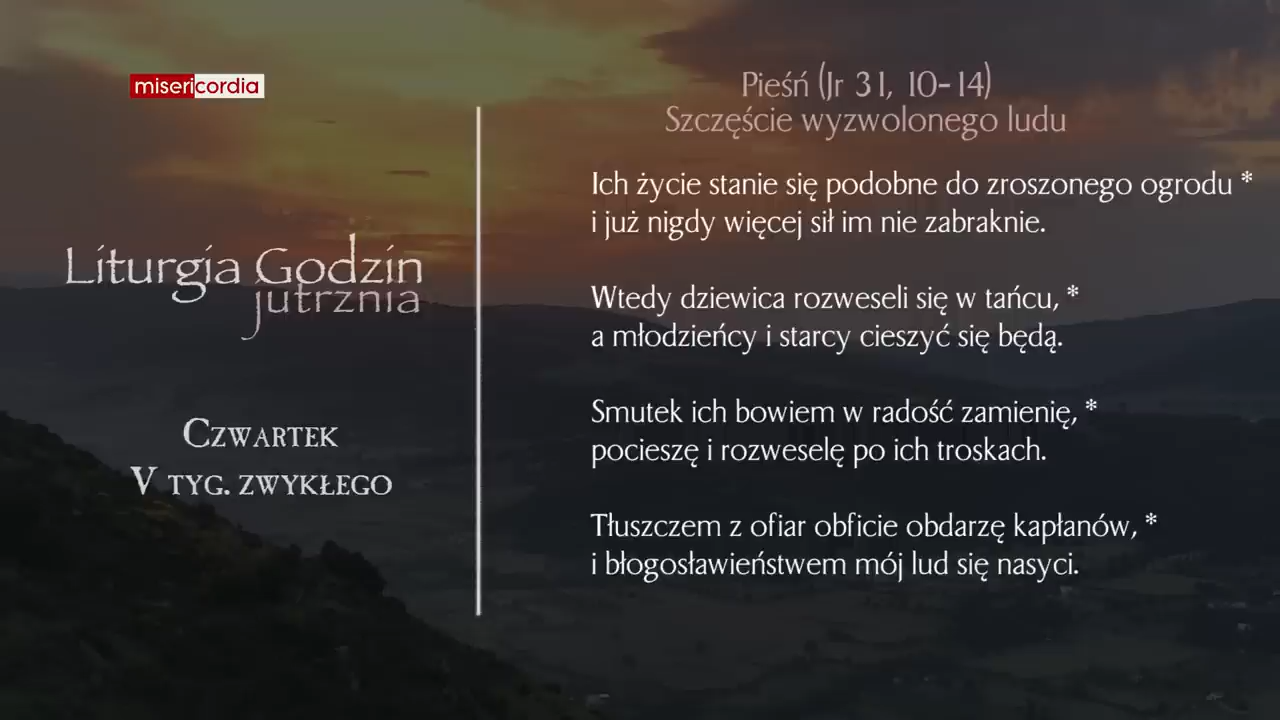 misericordia
Liturgia Godzin
jutrznia
Czwartek
V tyg. zwykłego
Pieśń (Jr 31, 10-14)
Szczęście wyzwolonego ludu
Ich życie stanie się podobne do zroszonego ogrodu *
i już nigdy więcej sił im nie zabraknie.
Wtedy dziewica rozweseli się w tańcu, *
a młodzieńcy i starcy cieszyć się będą.
Smutek ich bowiem w radość zamienię, *
pocieszę i rozweselę po ich troskach.
Tłuszczem z ofiar obficie obdarzę kapłanów, *
i błogosławieństwem mój lud się nasyci.